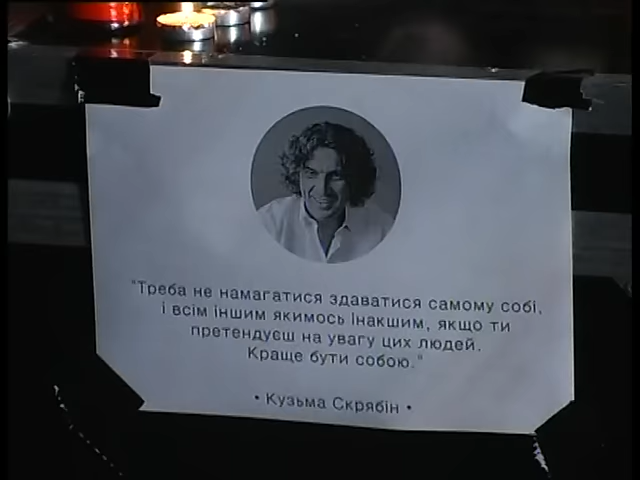 "Треба не намагатися здаватися самому собі,
і всім іншим якимось Інакшим, якщо ти
претендуєш на увагу цих людей.
Краще бути собою."
• Кузьма Скрябін •